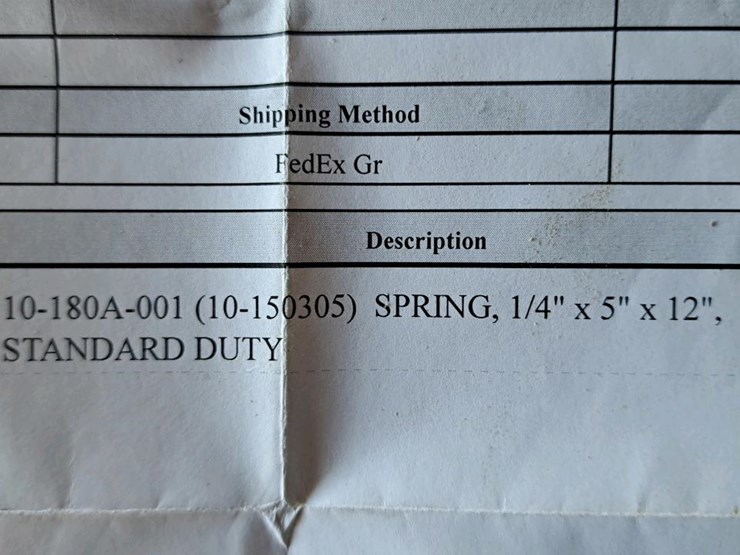 Shipping Method
FedEx Gr
Description
10-180A-001 (10-150305) SPRING, 1/4" x 5" x 12",
STANDARD DUTY